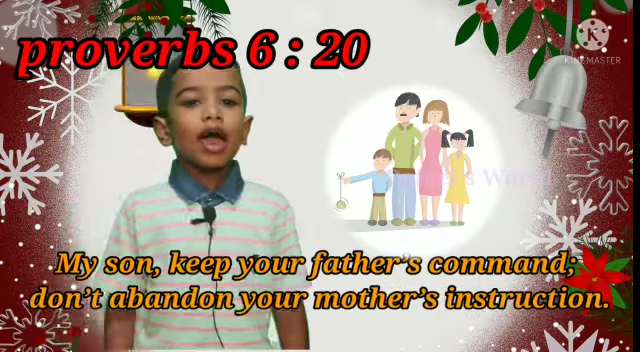 proverbs 6 : 20
K
KINEMASTER
My son, keep your father's command;
don't abandon your mother's instruction.